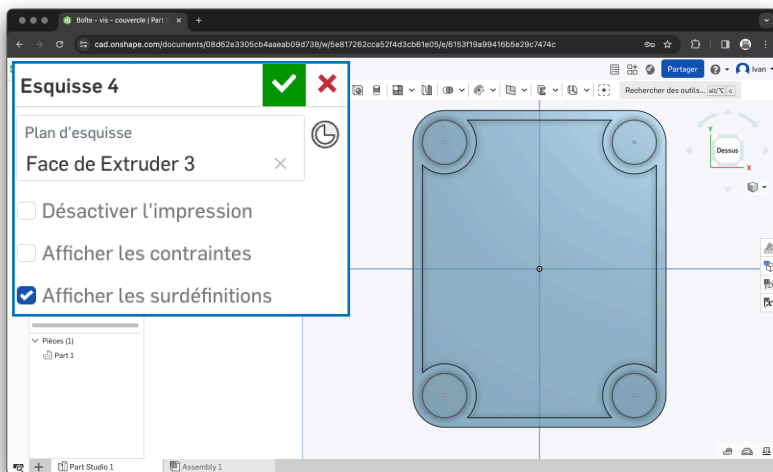 Boîte - vis - couvercle | Part
cad.onshape.com/documents/08d62e3305cb4aaeab09d738/w/5e817262cca52f4d3cb61e05/e/6153f19a99416b5e29c7474c
Partager
Ivan
Rechercher des outils... alt/⌥ c
Esquisse 4
Plan d'esquisse
Face de Extruder 3
Désactiver l'impression
Afficher les contraintes
Afficher les surdéfinitions
Y
Dessus
X
Pièces (1)
Part 1
Part Studio 1
Assembly 1